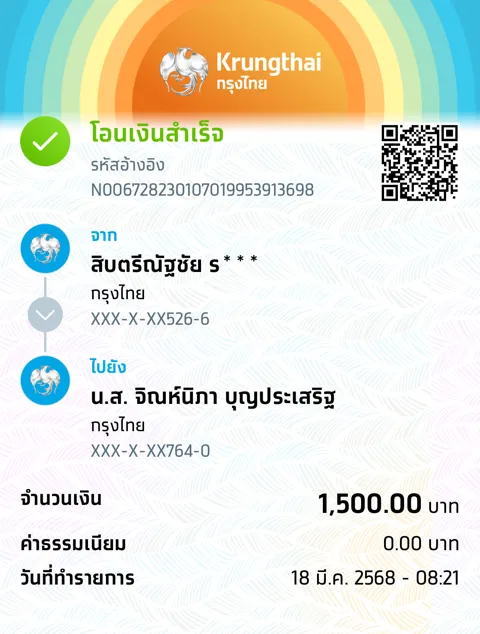 Krungthai
กรุงไทย
โอนเงินสำเร็จ
รหัสอ้างอิง
N00672823010701995391​3698
จาก
สิบตรีณัฐชัย ร***
กรุงไทย
XXX-X-XX526-6
ไปยัง
น.ส. จิณห์นิภา บุญประเสริฐ
กรุงไทย
XXX-X-XX764-0
จำนวนเงิน 1,500.00 บาท
ค่าธรรมเนียม 0.00 บาท
วันที่ทำรายการ 18 มี.ค. 2568 - 08:21